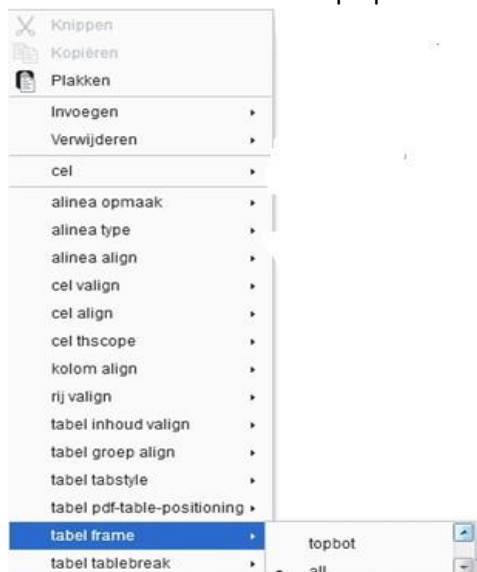 Knippen
Kopiëren
Plakken
Invoegen
Verwijderen
cel
alinea opmaak
alinea type
alinea align
cel valign
cel align
cel thscope
kolom align
rij valign
tabel inhoud valign
tabel groep align
tabel tabstyle
tabel pdf-table-positioning
tabel frame
topbot
tabel tablebreak
all